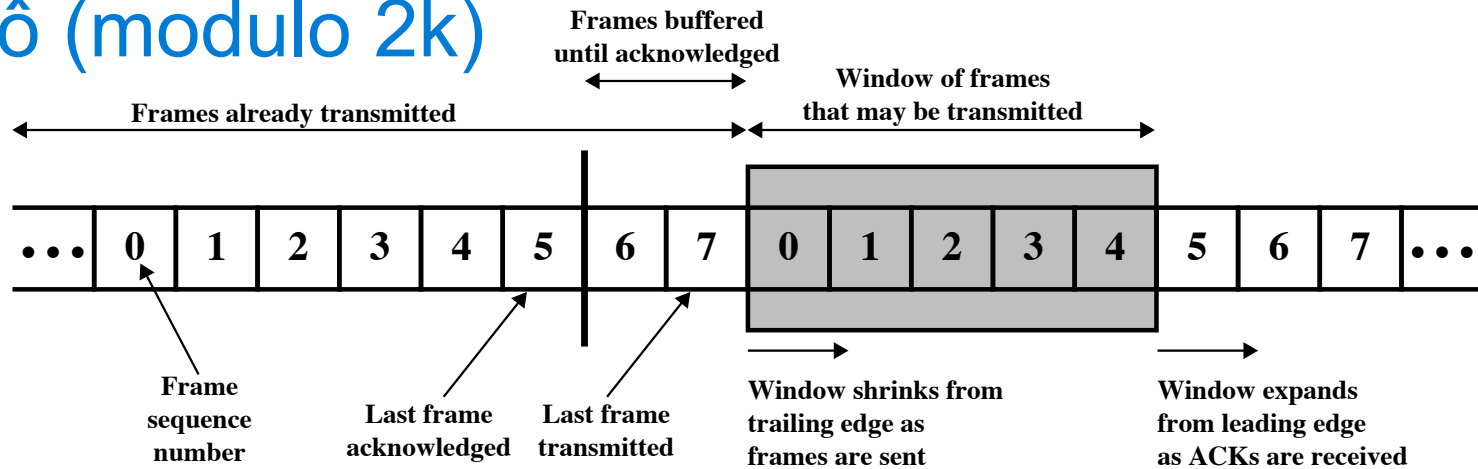 ô (modulo 2k)
Frames buffered
until acknowledged
Window of frames
that may be transmitted
Frames already transmitted
••• 0 1 2 3 4 5 6 7 0 1 2 3 4 5 6 7 •••
Frame
sequence
number
Last frame
acknowledged
Last frame
transmitted
Window shrinks from
trailing edge as
frames are sent
Window expands
from leading edge
as ACKs are received